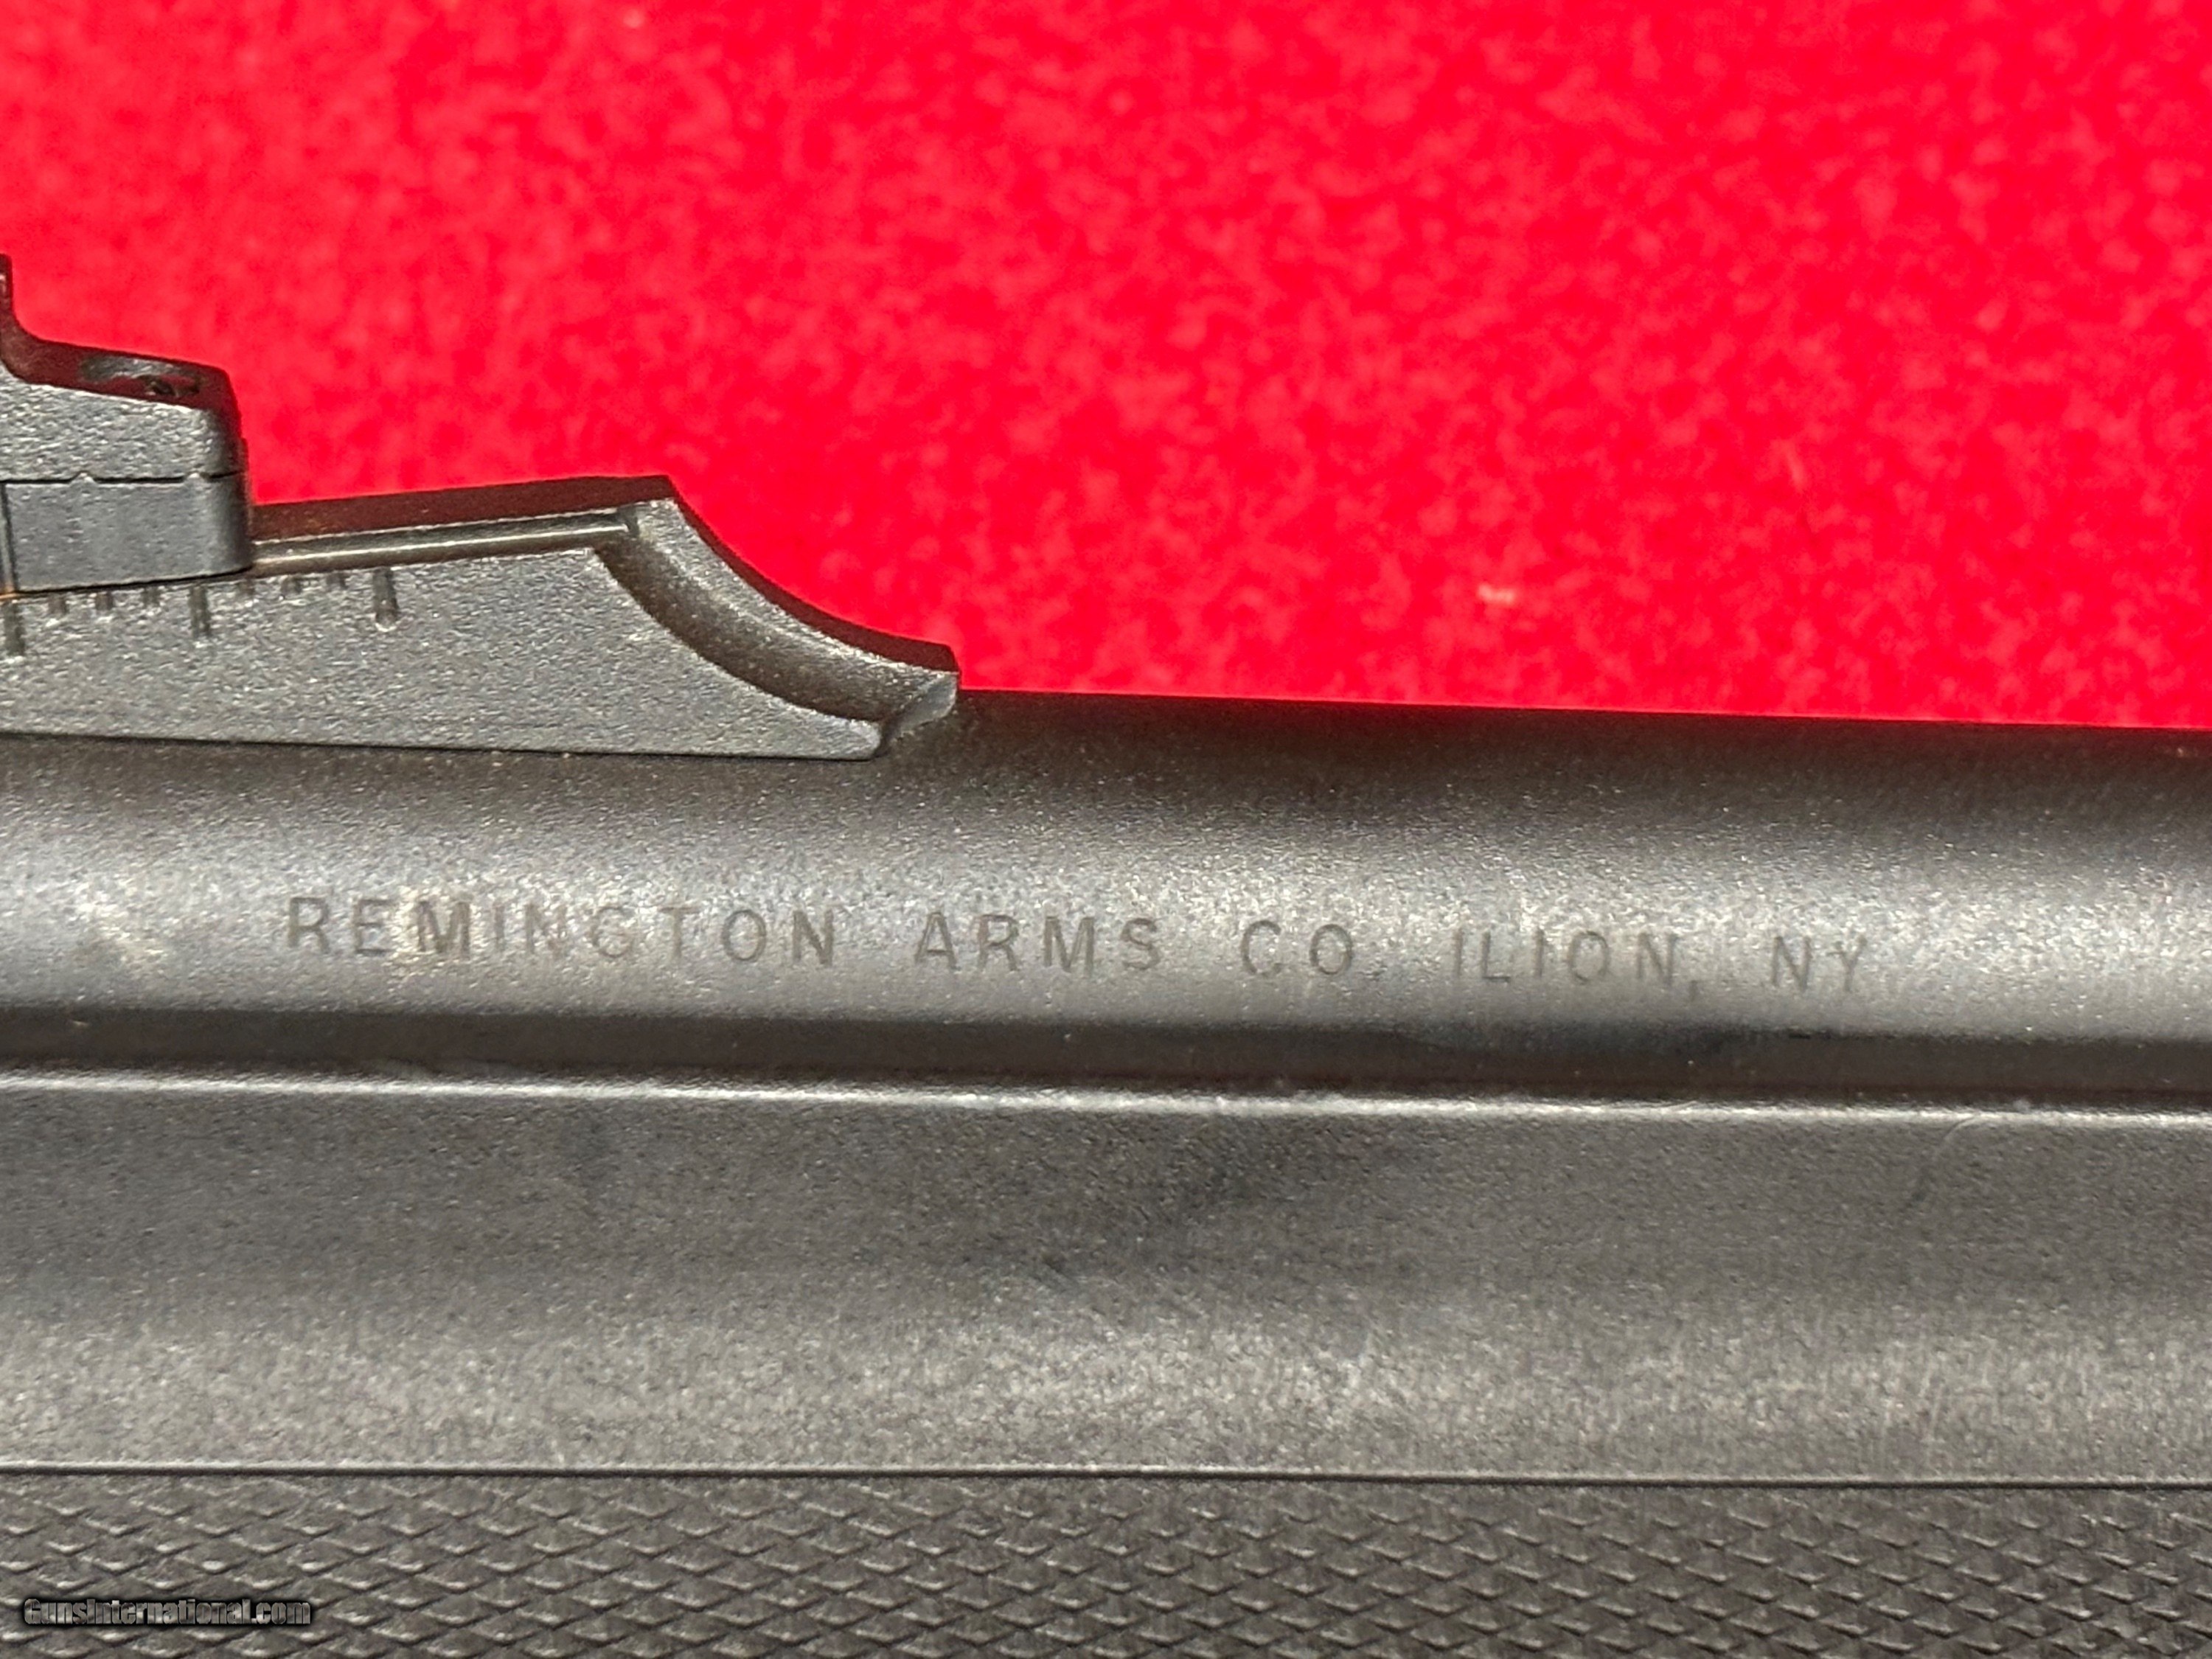 REMINGTON ARMS CO ILION, NY
GunsInternational.com